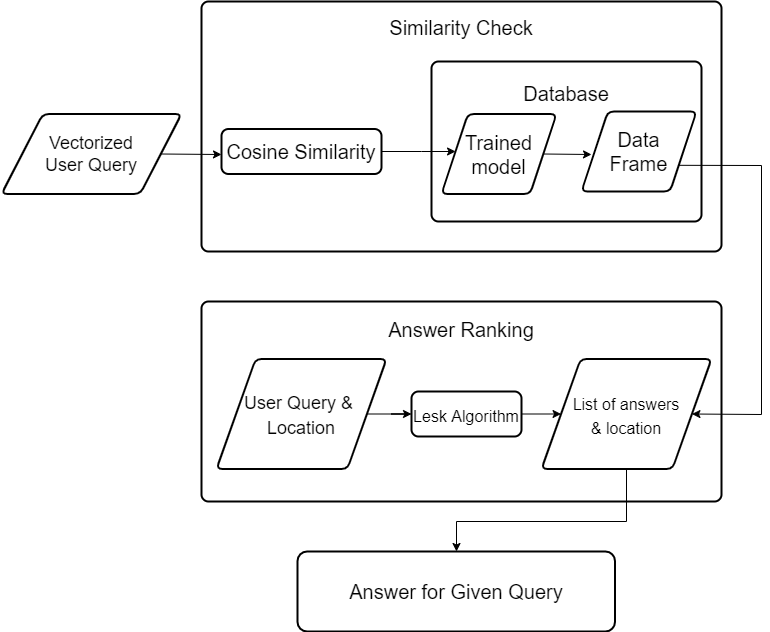 Similarity Check
Database
Vectorized
User Query
Cosine Similarity
Trained
model
Data
Frame
Answer Ranking
User Query &
Location
Lesk Algorithm
List of answers
& location
Answer for Given Query